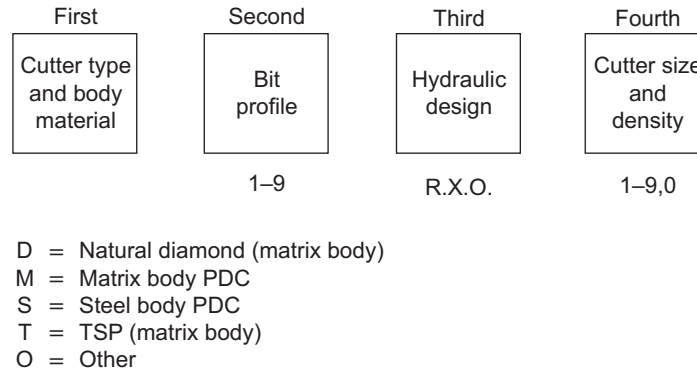 First Second Third Fourth
Cutter type and body material
Bit profile
Hydraulic design
Cutter size and density
1–9 R.X.O. 1–9,0
D = Natural diamond (matrix body)
M = Matrix body PDC
S = Steel body PDC
T = TSP (matrix body)
O = Other